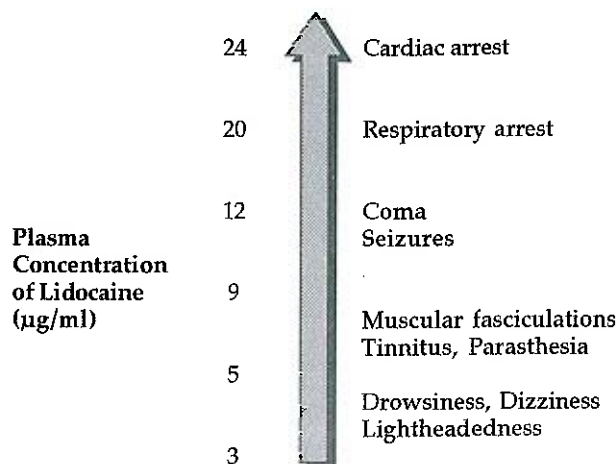 24 Cardiac arrest
20 Respiratory arrest
12 Coma
Seizures
Plasma
Concentration
of Lidocaine
(µg/ml)
9
Muscular fasciculations
Tinnitus, Parasthesia
5
Drowsiness, Dizziness
Lightheadedness
3